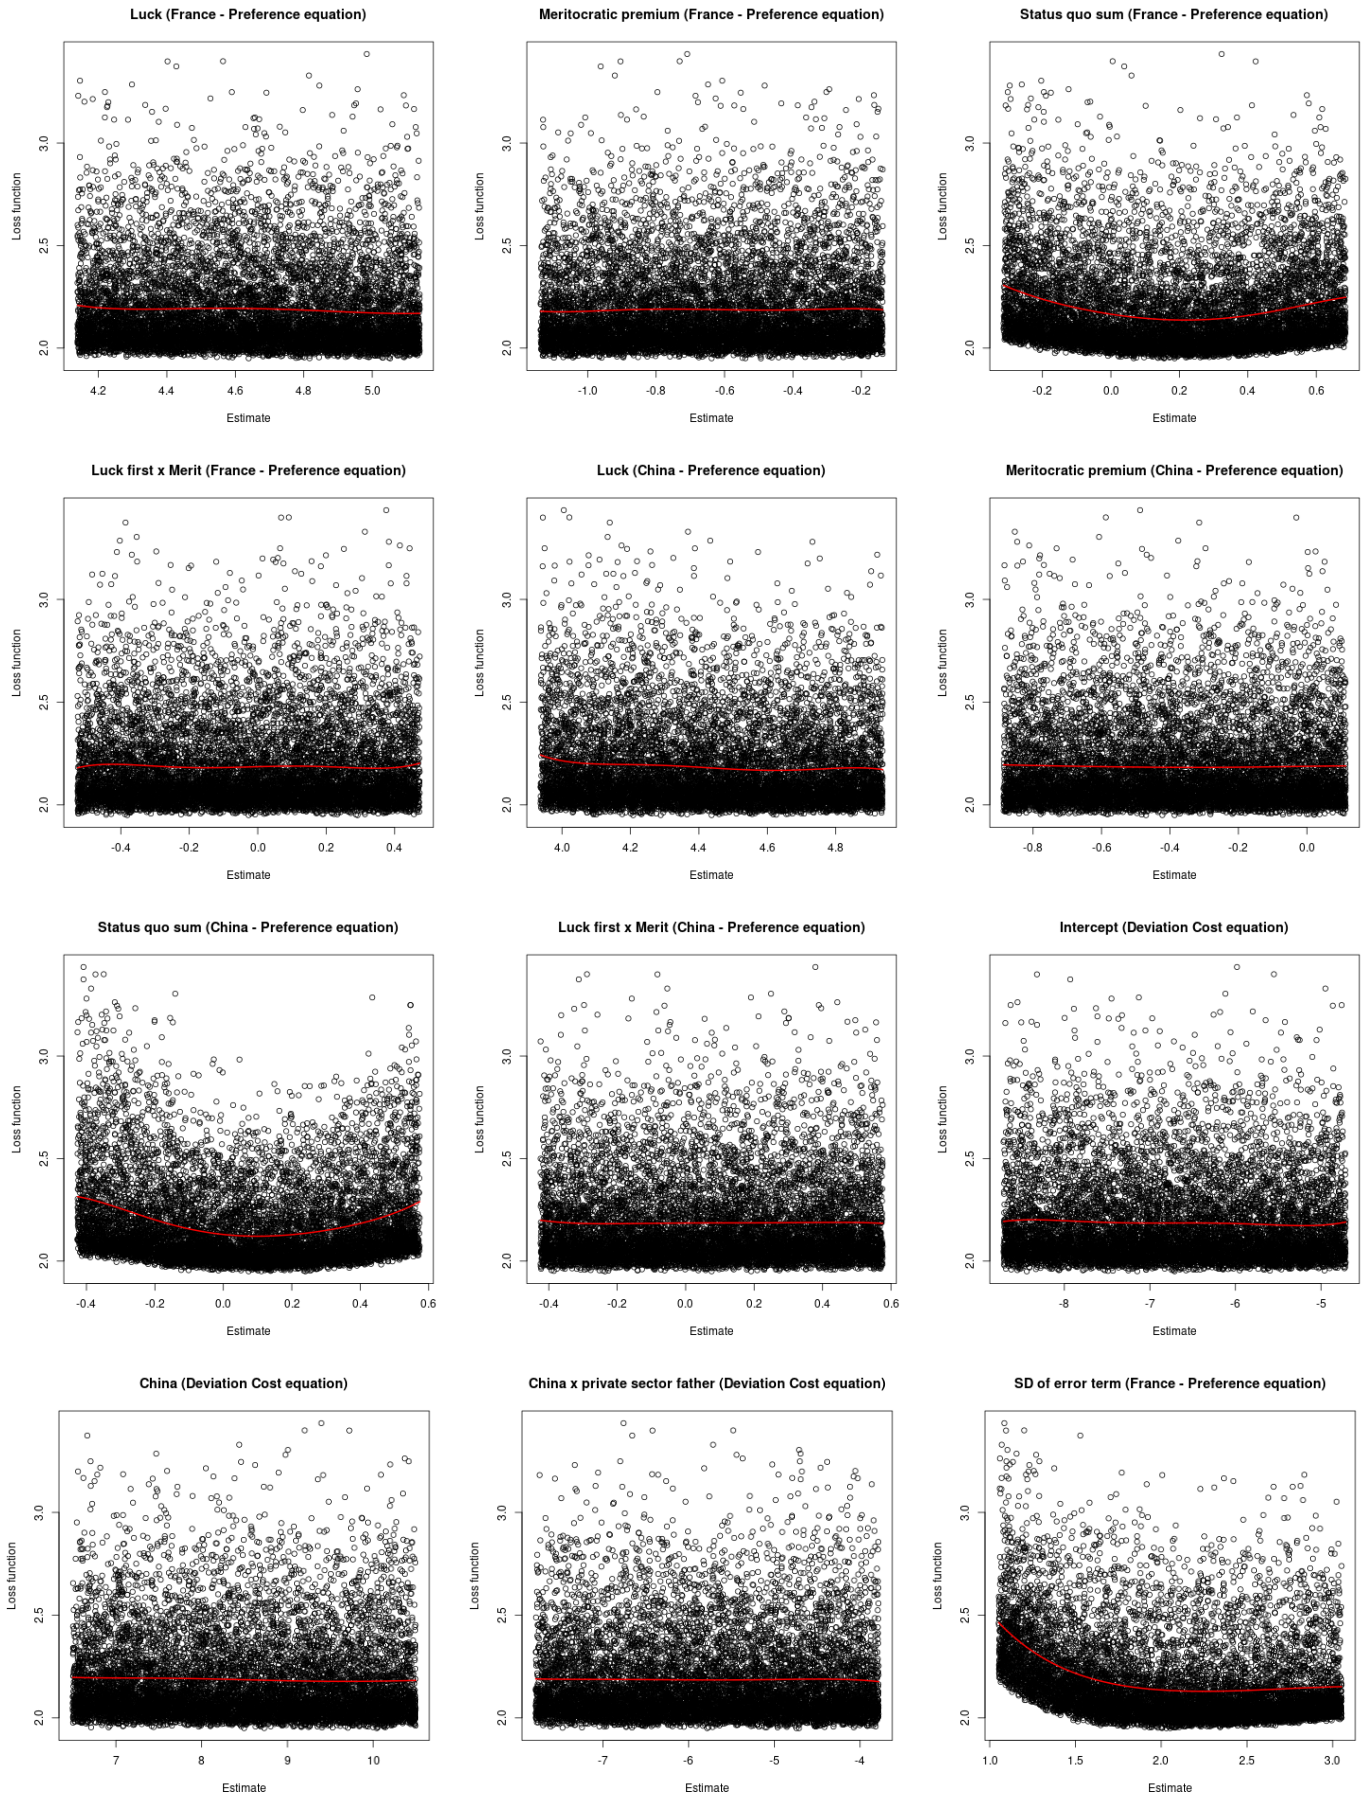 Luck (France - Preference equation)
Meritocratic premium (France - Preference equation)
Status quo sum (France - Preference equation)
Loss function
3.0
2.5
2.0
4.2 4.4 4.6 4.8 5.0
Estimate
Loss function
3.0
2.5
2.0
-1.0 -0.8 -0.6 -0.4 -0.2
Estimate
Loss function
3.0
2.5
2.0
-0.2 0.0 0.2 0.4 0.6
Estimate
Luck first x Merit (France - Preference equation)
Luck (China - Preference equation)
Meritocratic premium (China - Preference equation)
Loss function
3.0
2.5
2.0
-0.4 -0.2 0.0 0.2 0.4
Estimate
Loss function
3.0
2.5
2.0
4.0 4.2 4.4 4.6 4.8
Estimate
Loss function
3.0
2.5
2.0
-0.8 -0.6 -0.4 -0.2 0.0
Estimate
Status quo sum (China - Preference equation)
Luck first x Merit (China - Preference equation)
Intercept (Deviation Cost equation)
Loss function
3.0
2.5
2.0
-0.4 -0.2 0.0 0.2 0.4 0.6
Estimate
Loss function
3.0
2.5
2.0
-0.4 -0.2 0.0 0.2 0.4 0.6
Estimate
Loss function
3.0
2.5
2.0
-8 -7 -6 -5
Estimate
China (Deviation Cost equation)
China x private sector father (Deviation Cost equation)
SD of error term (France - Preference equation)
Loss function
3.0
2.5
2.0
7 8 9 10
Estimate
Loss function
3.0
2.5
2.0
-7 -6 -5 -4
Estimate
Loss function
3.0
2.5
2.0
1.0 1.5 2.0 2.5 3.0
Estimate